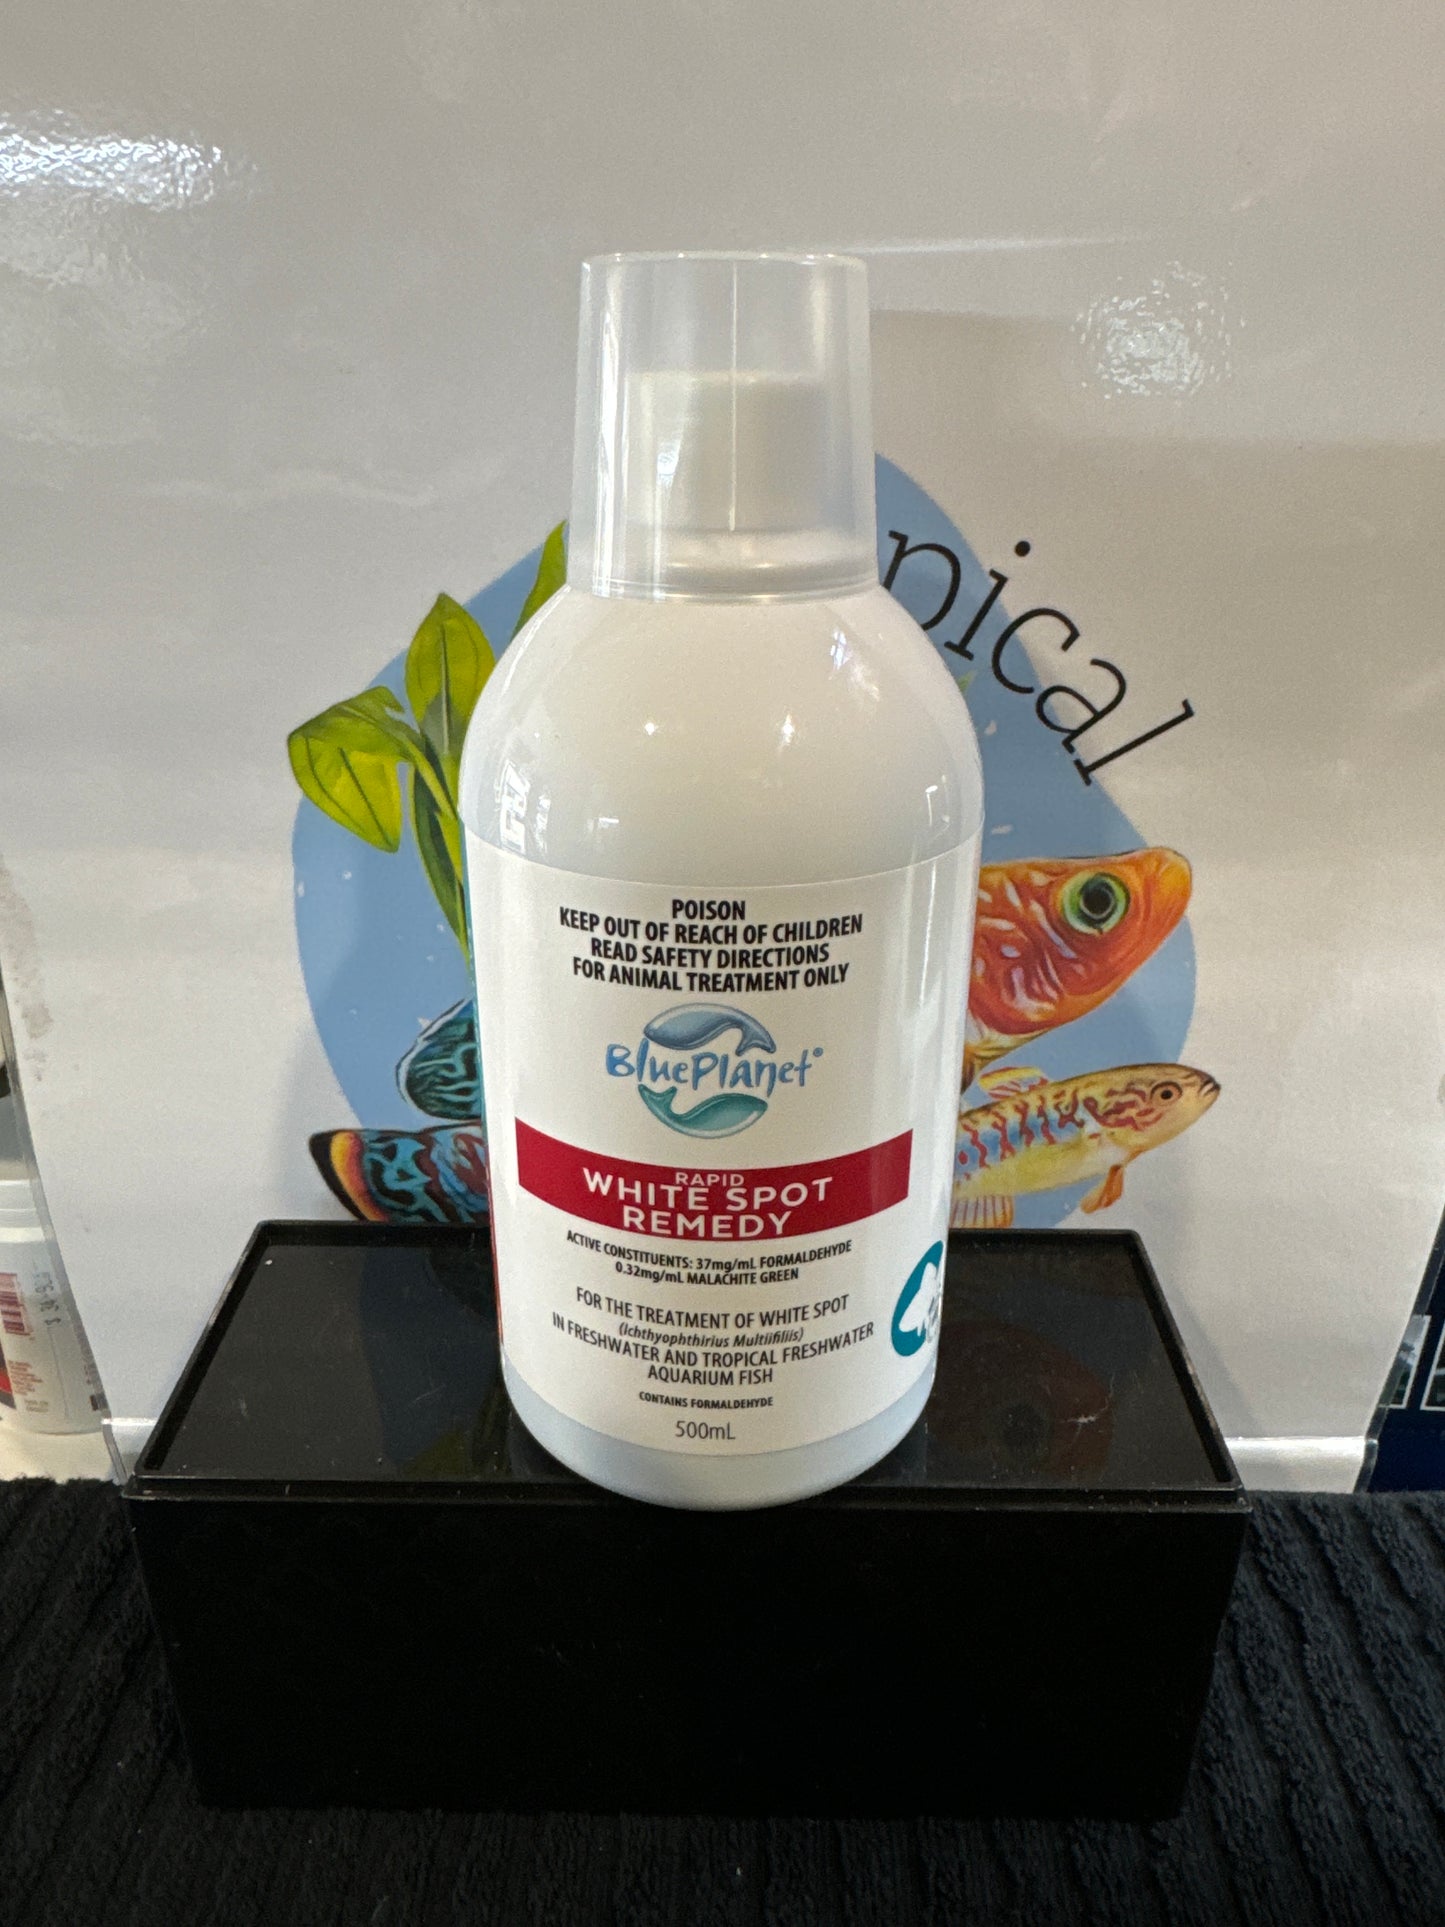 pical
POISON
KEEP OUT OF REACH OF CHILDREN
READ SAFETY DIRECTIONS
FOR ANIMAL TREATMENT ONLY
BluePlanet®
RAPID
WHITE SPOT
REMEDY
ACTIVE CONSTITUENTS: 37mg/mL FORMALDEHYDE
0.32mg/mL MALACHITE GREEN
FOR THE TREATMENT OF WHITE SPOT
(Ichthyophthirius Multiifiliis)
IN FRESHWATER AND TROPICAL FRESHWATER
AQUARIUM FISH
CONTAINS FORMALDEHYDE
500mL